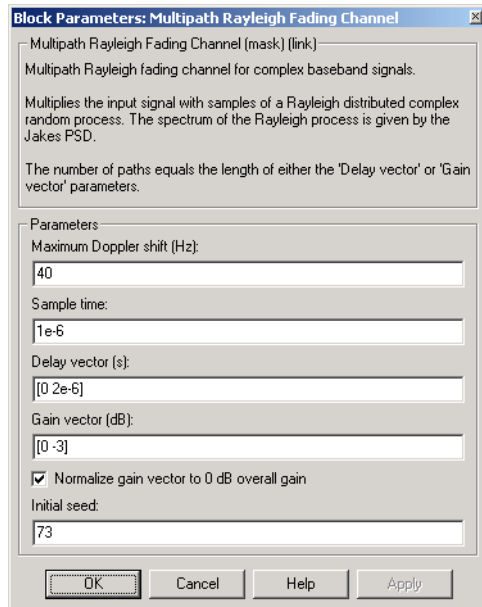 Block Parameters: Multipath Rayleigh Fading Channel
Multipath Rayleigh Fading Channel (mask) (link)
Multipath Rayleigh fading channel for complex baseband signals.
Multiplies the input signal with samples of a Rayleigh distributed complex
random process. The spectrum of the Rayleigh process is given by the
Jakes PSD.
The number of paths equals the length of either the 'Delay vector' or 'Gain
vector' parameters.
Parameters
Maximum Doppler shift (Hz):
40
Sample time:
1e-6
Delay vector (s):
[0 2e-6]
Gain vector (dB):
[0 -3]
Normalize gain vector to 0 dB overall gain
Initial seed:
73
OK Cancel Help Apply